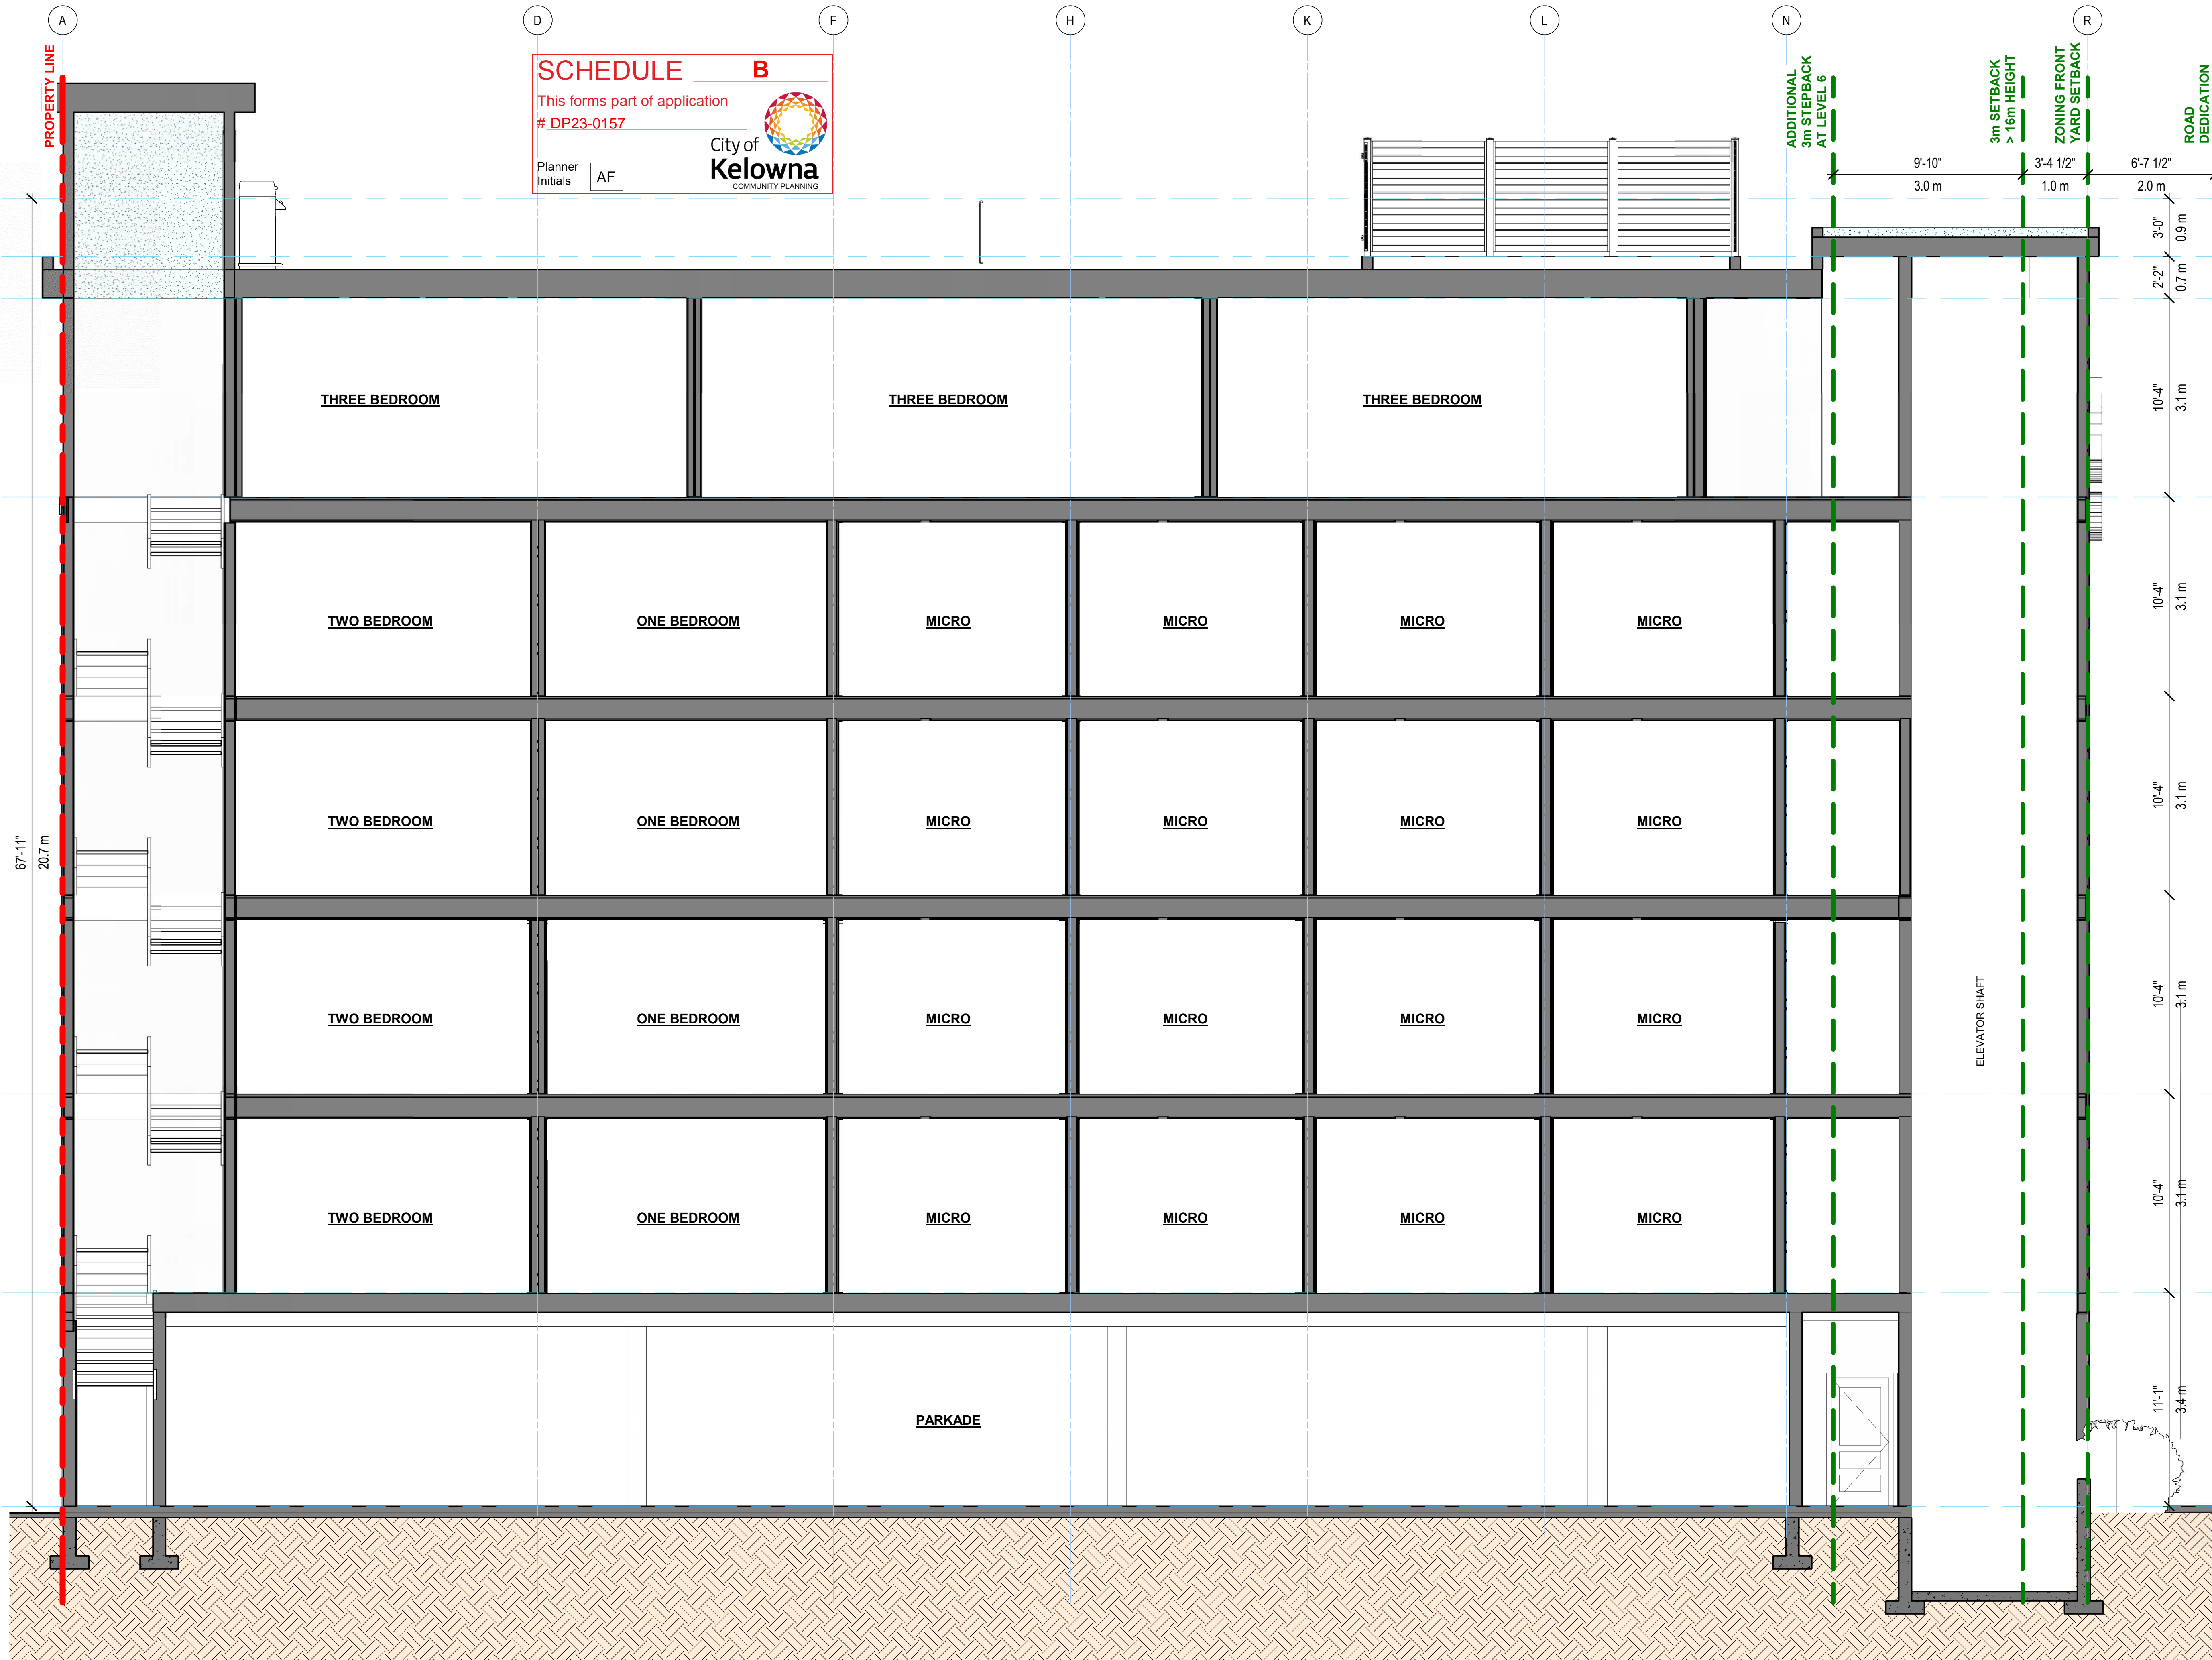 A
D
F
H
K
L
N
R
PROPERTY LINE
SCHEDULE B
This forms part of application
# DP23-0157
City of
Kelowna
COMMUNITY PLANNING
Planner
Initials
AF
ADDITIONAL
3m STEPBACK
AT LEVEL 6
3m SETBACK
> 16m HEIGHT
ZONING FRONT
YARD SETBACK
ROAD
DEDICATION
9'-10"
3.0 m
3'-4 1/2"
1.0 m
6'-7 1/2"
2.0 m
3'-0"
0.9 m
2'-2"
0.7 m
THREE BEDROOM
THREE BEDROOM
THREE BEDROOM
10'-4"
3.1 m
TWO BEDROOM
ONE BEDROOM
MICRO
MICRO
MICRO
MICRO
10'-4"
3.1 m
67'-11"
20.7 m
TWO BEDROOM
ONE BEDROOM
MICRO
MICRO
MICRO
MICRO
10'-4"
3.1 m
TWO BEDROOM
ONE BEDROOM
MICRO
MICRO
MICRO
MICRO
ELEVATOR SHAFT
10'-4"
3.1 m
TWO BEDROOM
ONE BEDROOM
MICRO
MICRO
MICRO
MICRO
10'-4"
3.1 m
PARKADE
11'-1"
3.4 m